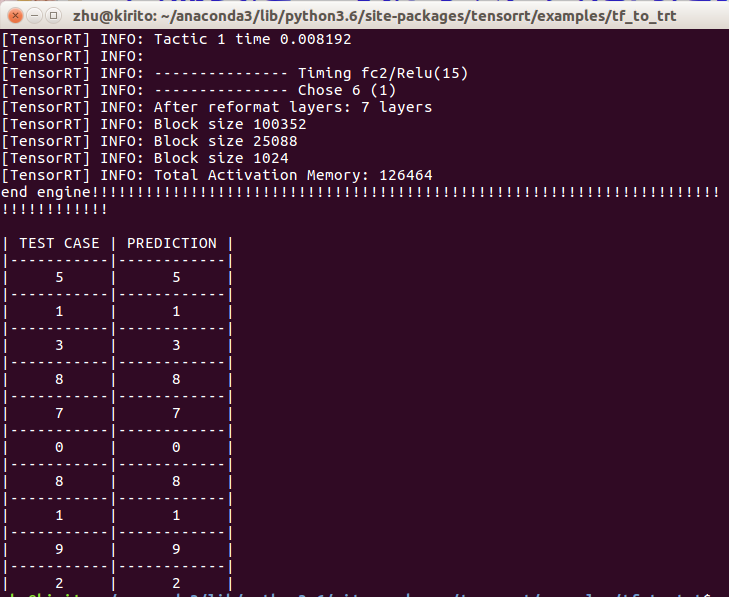 zhu@kirito: ~/anaconda3/lib/python3.6/site-packages/tensorrt/examples/tf_to_trt
[TensorRT] INFO: Tactic 1 time 0.008192
[TensorRT] INFO:
[TensorRT] INFO: --------------- Timing fc2/Relu(15)
[TensorRT] INFO: --------------- Chose 6 (1)
[TensorRT] INFO: After reformat layers: 7 layers
[TensorRT] INFO: Block size 100352
[TensorRT] INFO: Block size 25088
[TensorRT] INFO: Block size 1024
[TensorRT] INFO: Total Activation Memory: 126464
end engine!!!!!!!!!!!!!!!!!!!!!!!!!!!!!!!!!!!!!!!!!!!!!!!!!!!!!!!!!!!!!!!!!!!!!!
!!!!!!!!!!!!
| TEST CASE | PREDICTION |
|-----------|------------|
|     5     |     5      |
|-----------|------------|
|     1     |     1      |
|-----------|------------|
|     3     |     3      |
|-----------|------------|
|     8     |     8      |
|-----------|------------|
|     7     |     7      |
|-----------|------------|
|     0     |     0      |
|-----------|------------|
|     8     |     8      |
|-----------|------------|
|     1     |     1      |
|-----------|------------|
|     9     |     9      |
|-----------|------------|
|     2     |     2      |